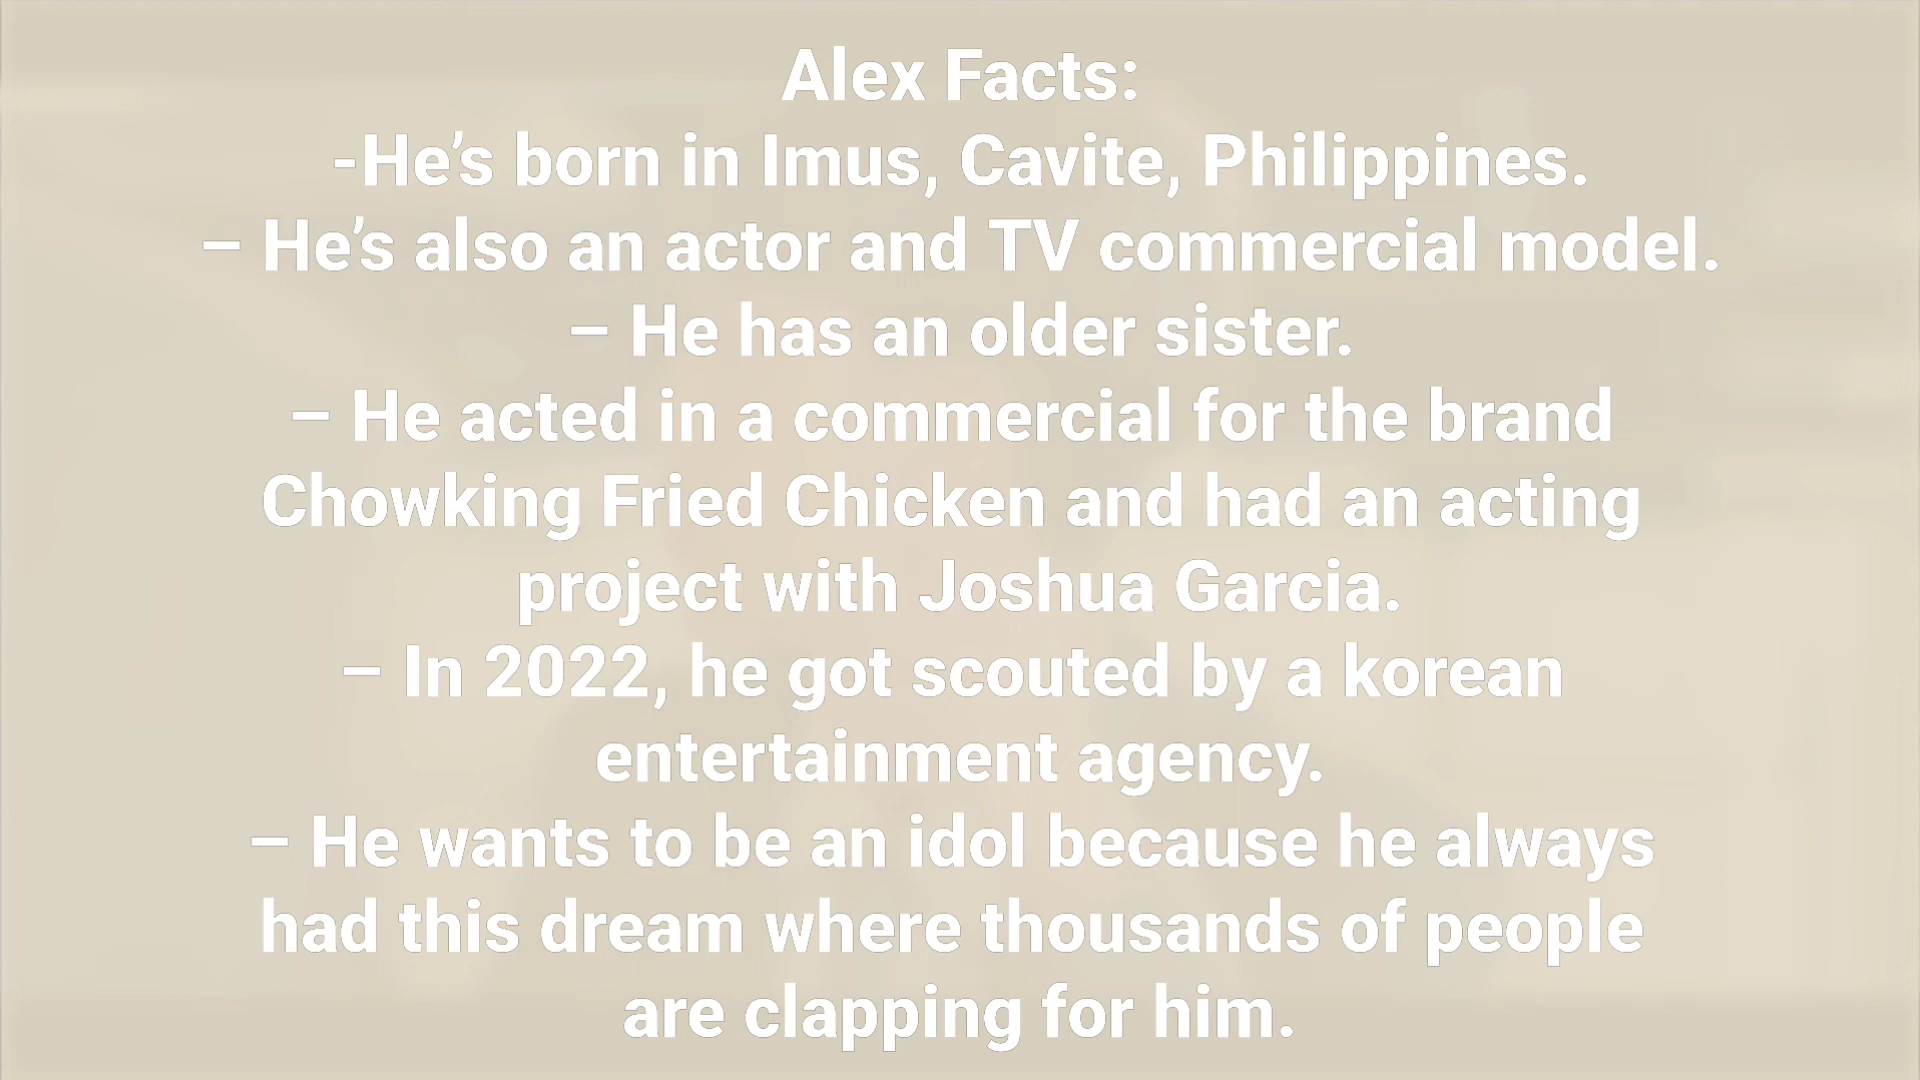 Alex Facts:
-He’s born in Imus, Cavite, Philippines.
– He’s also an actor and TV commercial model.
– He has an older sister.
– He acted in a commercial for the brand
Chowking Fried Chicken and had an acting
project with Joshua Garcia.
– In 2022, he got scouted by a korean
entertainment agency.
– He wants to be an idol because he always
had this dream where thousands of people
are clapping for him.